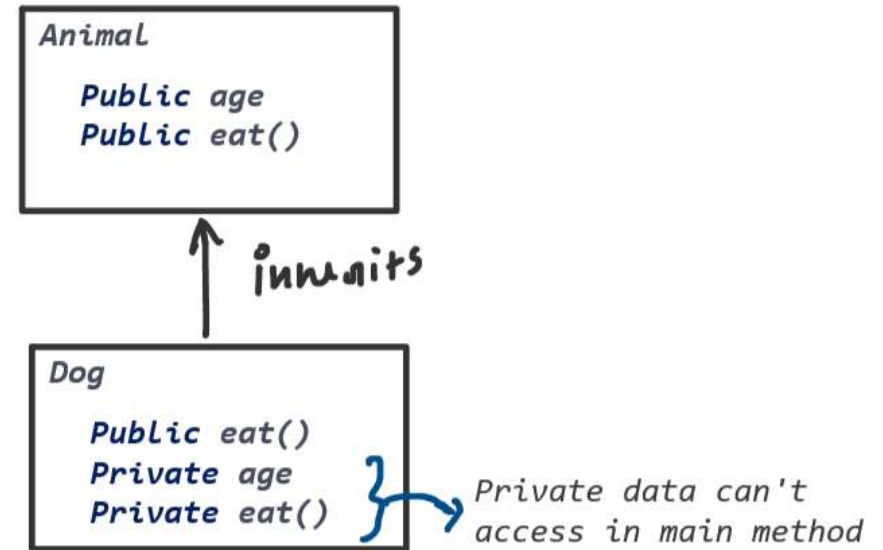 Animal
Public age
Public eat()
inherits
Dog
Public eat()
Private age
Private eat()
Private data can't
access in main method